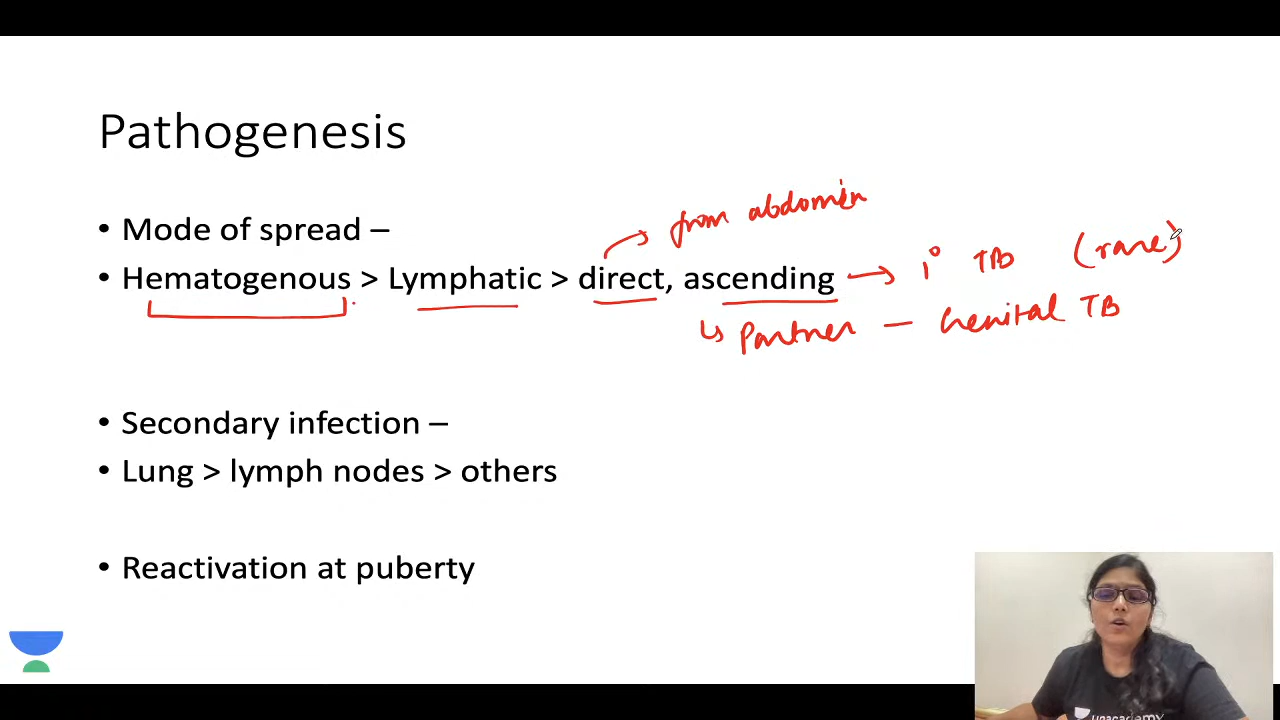 Pathogenesis
from abdomen
• Mode of spread –
1° TB (rare)
• Hematogenous > Lymphatic > direct, ascending
Partner – Genital TB
• Secondary infection –
• Lung > lymph nodes > others
• Reactivation at puberty
unacademy